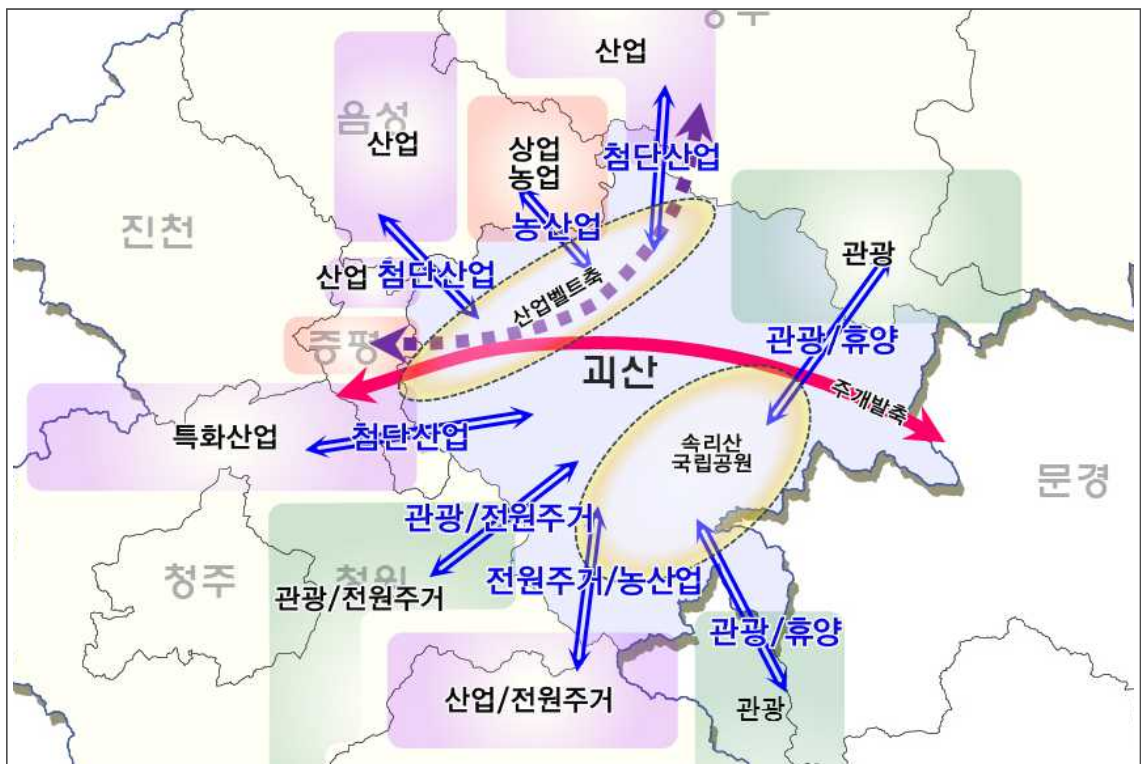 산업
음성
산업
상업
농업
첨단산업
진천
농산업
관광
산업
첨단산업
산업벨트축
증평
관광/휴양
괴산
주개발축
특화산업
첨단산업
속리산
국립공원
문경
관광/전원주거
청주
청원
관광/전원주거
전원주거/농산업
관광/휴양
산업/전원주거
관광